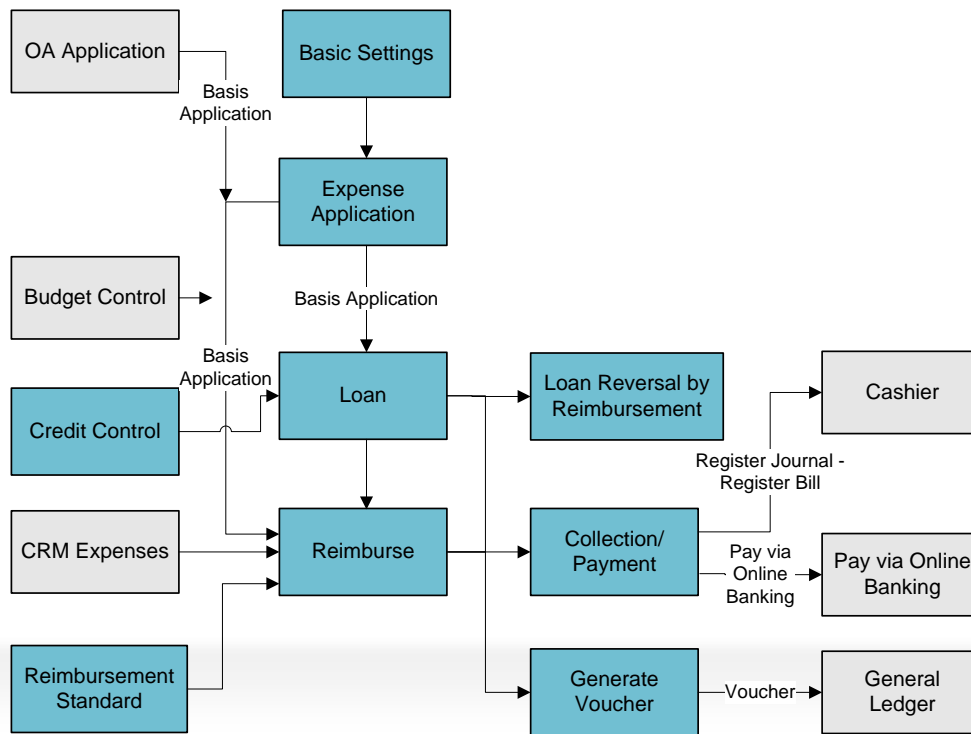 OA Application
Basic Settings
Basis
Application
Expense
Application
Budget Control
Basis Application
Basis
Application
Loan
Loan Reversal by
Reimbursement
Cashier
Credit Control
Register Journal -
Register Bill
CRM Expenses
Reimburse
Collection/
Payment
Pay via
Online
Banking
Pay via Online
Banking
Reimbursement
Standard
Generate
Voucher
Voucher
General
Ledger